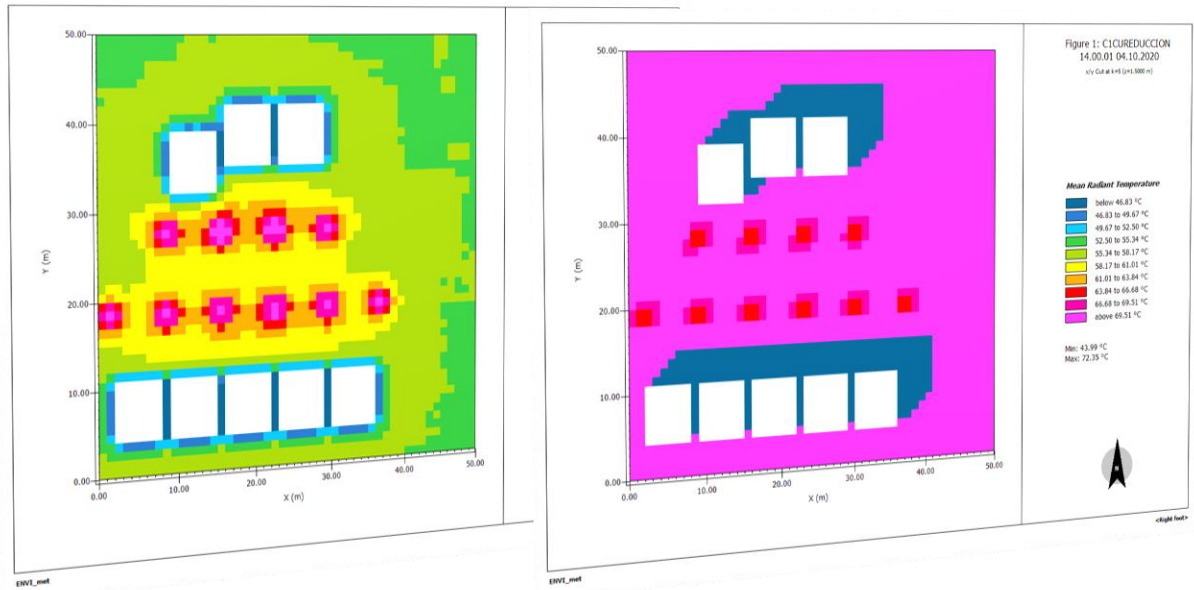 50.00
40.00
30.00
20.00
10.00
0.00
Y (m)
0.00
10.00
20.00
30.00
40.00
50.00
X (m)
ENVI_met
50.00
40.00
30.00
20.00
10.00
0.00
Y (m)
0.00
10.00
20.00
30.00
40.00
50.00
X (m)
ENVI_met
Figure 1: C1CUREDUCCION
14.00.01 04.10.2020
x/y Cut at k=5 (z=1.5000 m)
Mean Radiant Temperature
below 46.83 °C
46.83 to 49.67 °C
49.67 to 52.50 °C
52.50 to 55.34 °C
55.34 to 58.17 °C
58.17 to 61.01 °C
61.01 to 63.84 °C
63.84 to 66.68 °C
66.68 to 69.51 °C
above 69.51 °C
Min: 43.99 °C
Max: 72.35 °C
N
<Right foot>